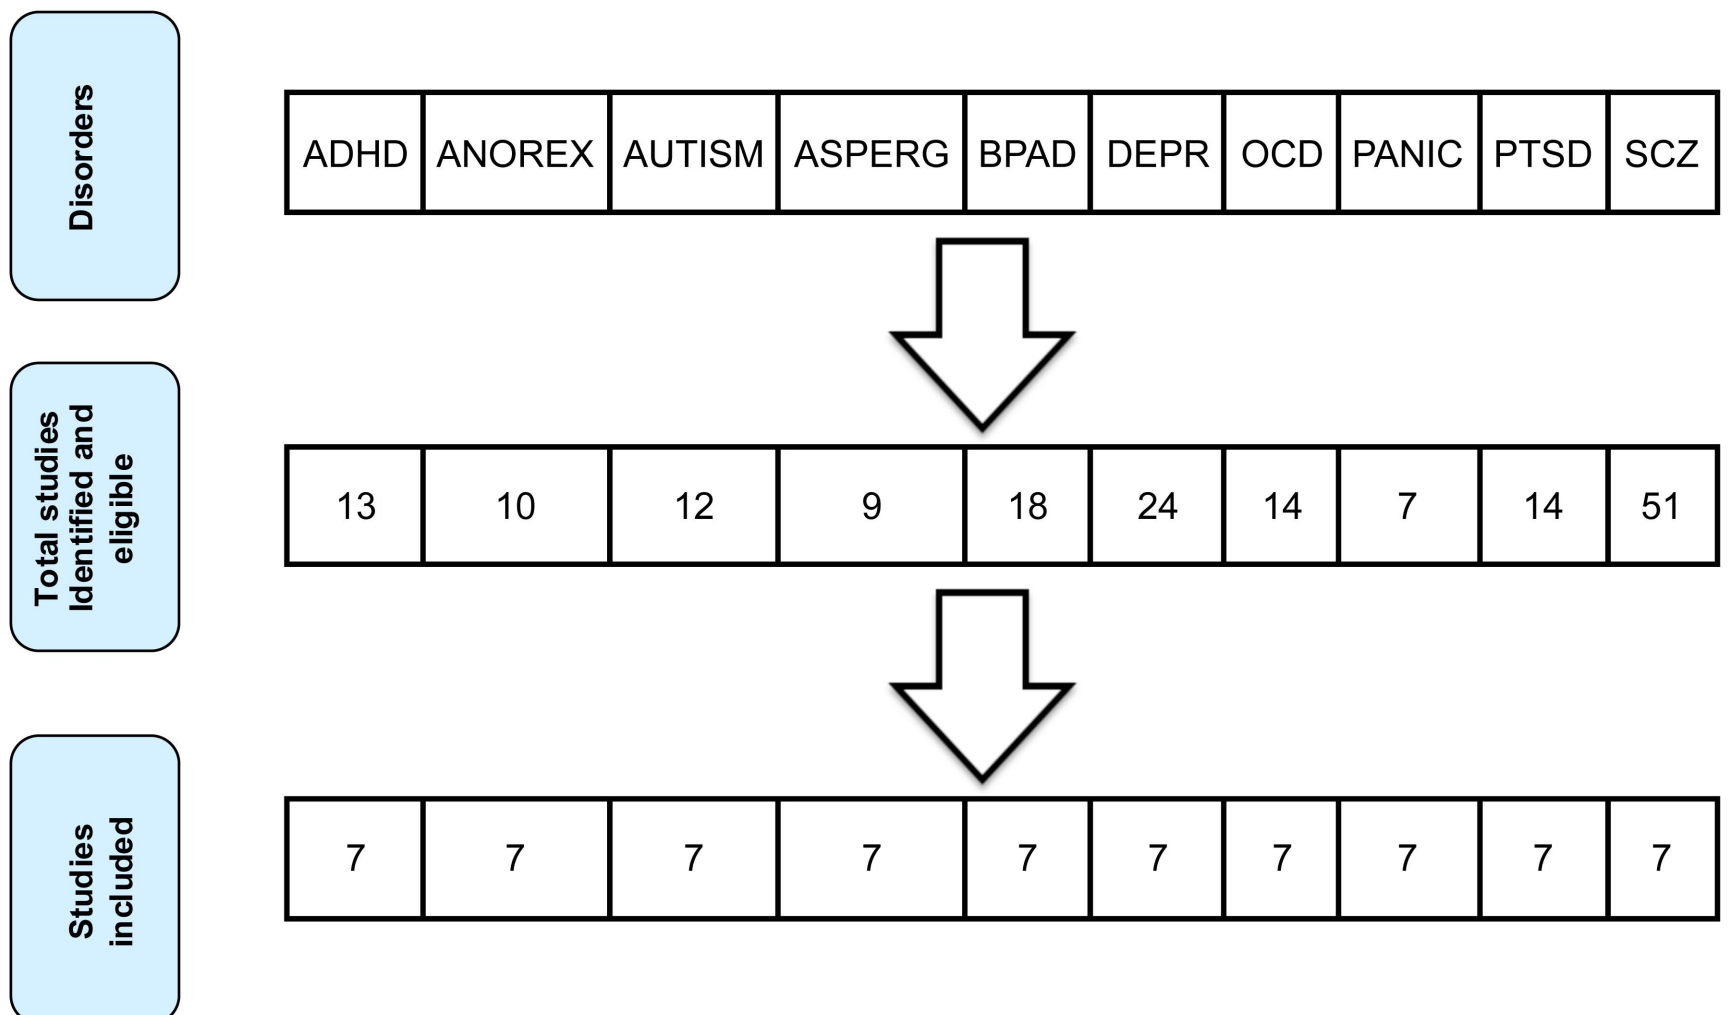 Disorders
ADHD ANOREX AUTISM ASPERG BPAD DEPR OCD PANIC PTSD SCZ
Total studies
Identified and
eligible
13 10 12 9 18 24 14 7 14 51
Studies
included
7 7 7 7 7 7 7 7 7 7